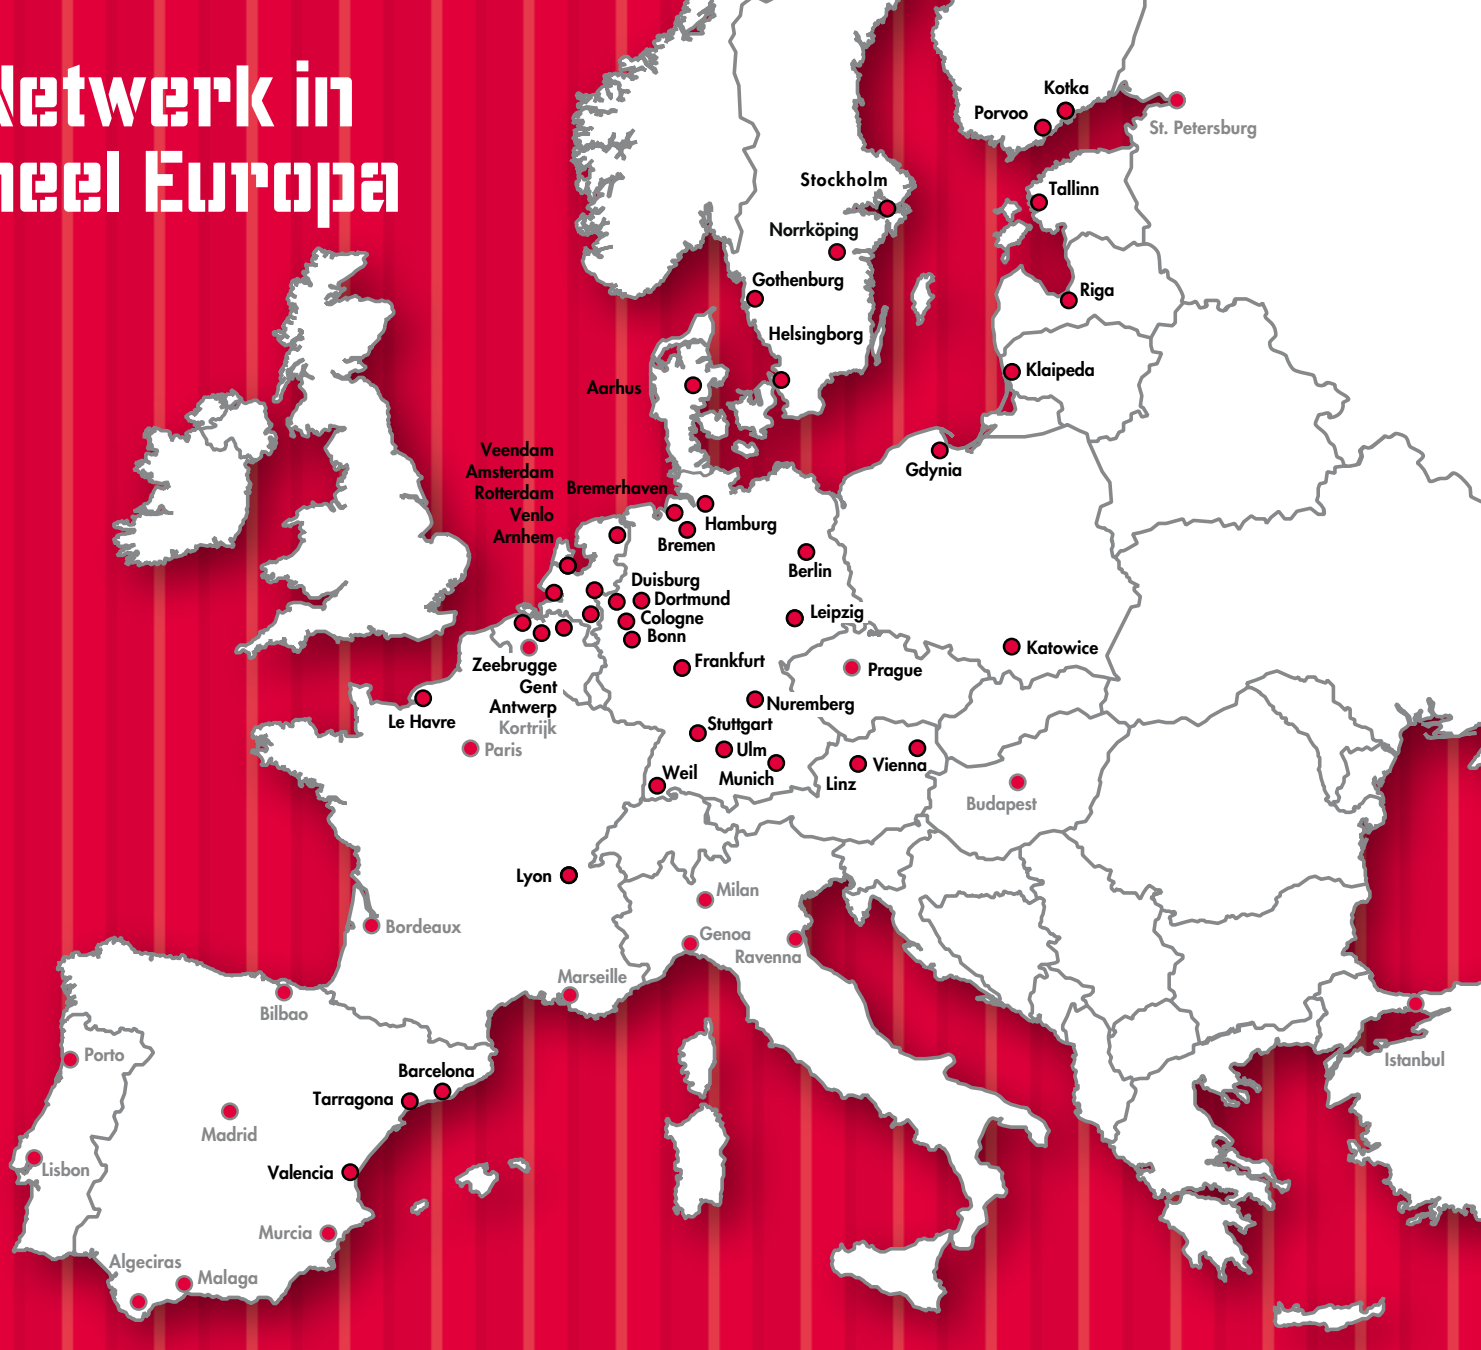 Netwerk in
heel Europa
Kotka
Porvoo
St. Petersburg
Stockholm
Tallinn
Norrköping
Gothenburg
Riga
Helsingborg
Klaipeda
Aarhus
Veendam
Amsterdam
Rotterdam
Venlo
Arnhem
Bremerhaven
Gdynia
Hamburg
Bremen
Berlin
Duisburg
Dortmund
Cologne
Bonn
Leipzig
Katowice
Frankfurt
Prague
Zeebrugge
Gent
Antwerp
Kortrijk
Nuremberg
Le Havre
Stuttgart
Paris
Ulm
Weil
Munich
Vienna
Linz
Budapest
Lyon
Milan
Bordeaux
Genoa
Ravenna
Marseille
Bilbao
Porto
Istanbul
Barcelona
Tarragona
Madrid
Lisbon
Valencia
Murcia
Algeciras
Malaga